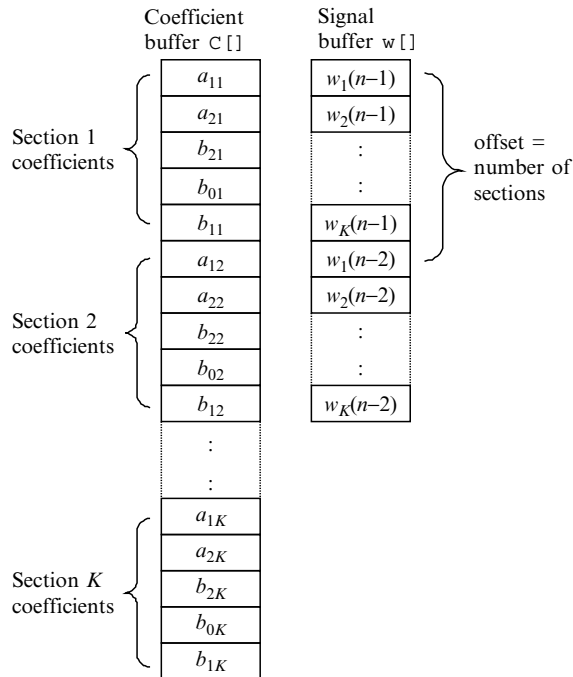 Coefficient
buffer C[]
Signal
buffer w[]
Section 1
coefficients
a11
a21
b21
b01
b11
Section 2
coefficients
a12
a22
b22
b02
b12
:
:
Section K
coefficients
a1K
a2K
b2K
b0K
b1K
w1(n–1)
w2(n–1)
:
:
wK(n–1)
w1(n–2)
w2(n–2)
:
:
wK(n–2)
offset =
number of
sections